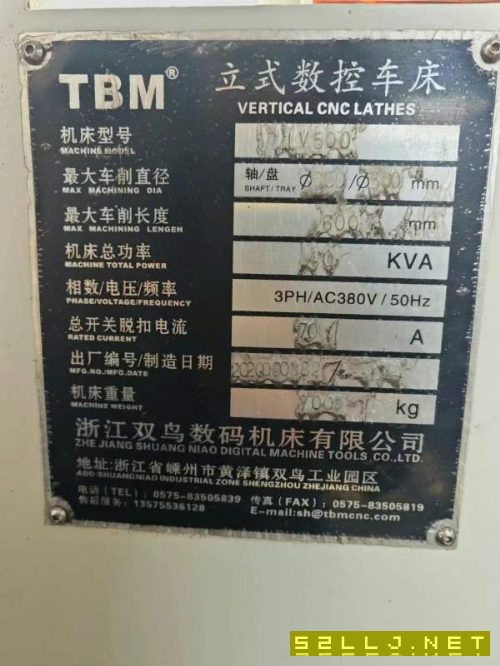 TBM® 立式数控车床
VERTICAL CNC LATHES
机床型号
MACHINE MODEL
最大车削直径 轴/盘 mm
MAX MACHINING DIA SHAFT/TRAY
最大车削长度 600 mm
MAX MACHINING LENGEH
机床总功率 KVA
MACHINE TOTAL POWER
相数/电压/频率 3PH/AC380V/50Hz
PHASE/VOLTAGE/FREQUENCY
总开关脱扣电流 70 A
RATED CURRENT
出厂编号/制造日期
MFG.NO./MFG.DATE
机床重量 kg
MACHINE WEIGHT
浙江双鸟数码机床有限公司
ZHE JIANG SHUANG NIAO DIGITAL MACHINE TOOLS CO.,LTD.
地址:浙江省嵊州市黄泽镇双鸟工业园区
ADD:SHUANGNIAO INDUSTRIAL ZONE SHENGZHOU ZHEJIANG CHINA
电话(TEL): 0575-83505839 传真(FAX): 0575-83505819
售后服务: 13575536128 E-mail:sh@tbmcnc.com
52LLJ.NET